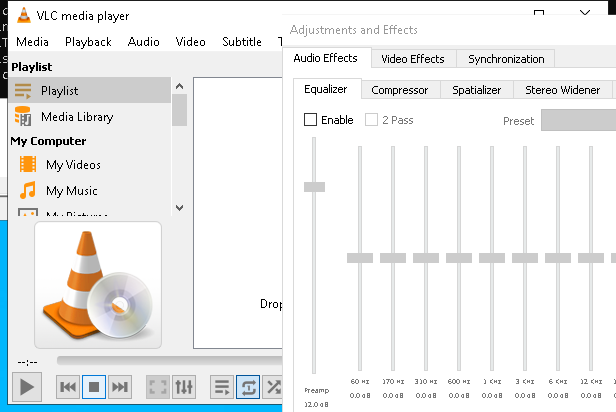 VLC media player
Media Playback Audio Video Subtitle T
Playlist
Playlist
Media Library
My Computer
My Videos
My Music
My Pictures
Drop
--:--
Adjustments and Effects
Audio Effects Video Effects Synchronization
Equalizer Compressor Spatializer Stereo Widener
Enable 2 Pass Preset
60 Hz 170 Hz 310 Hz 600 Hz 1 KHz 3 KHz 6 KHz 12 KHz
0.0 dB 0.0 dB 0.0 dB 0.0 dB 0.0 dB 0.0 dB 0.0 dB 0.0 dB
Preamp
12.0 dB